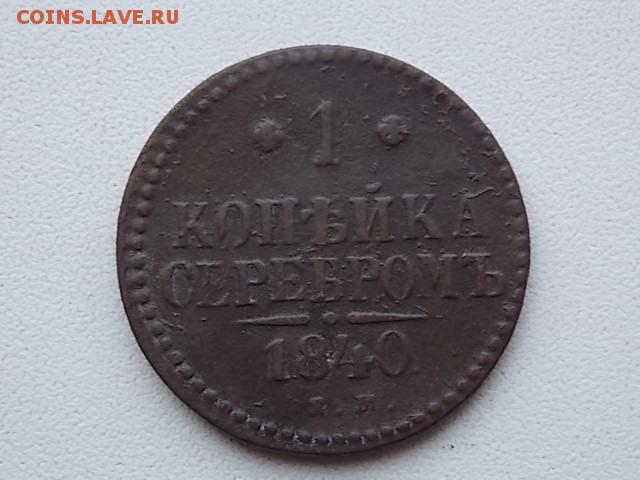 COINS.LAVE.RU
1
КОПѢЙКА
СЕРЕБРОМЪ
1840.